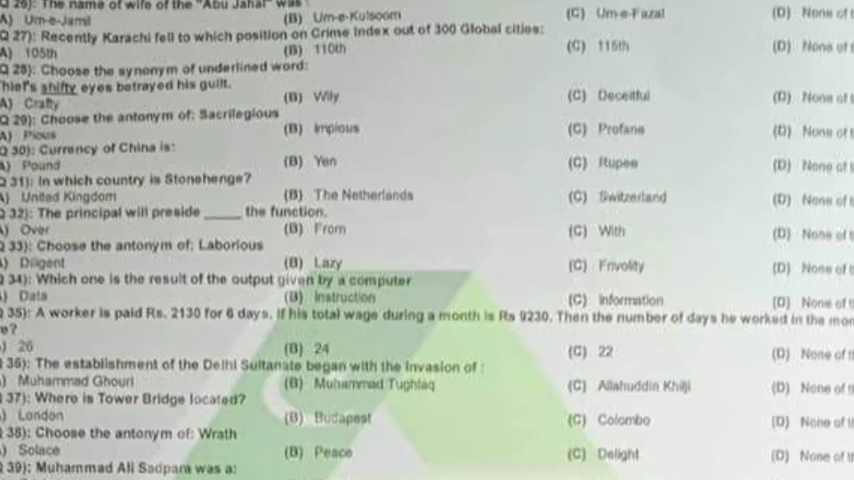 Q 26): The name of wife of the "Abu Jahal" was
A) Um-e-Jamil (B) Um-e-Kulsoom (C) Um-e-Fazal (D) None of t
Q 27): Recently Karachi fell to which position on Crime Index out of 300 Global cities:
A) 105th (B) 110th (C) 115th (D) None of t
Q 28): Choose the synonym of underlined word:
Thief's shifty eyes betrayed his guilt.
A) Crafty (B) Wily (C) Deceitful (D) None of t
Q 29): Choose the antonym of: Sacrilegious
A) Pious (B) Impious (C) Profane (D) None of t
Q 30): Currency of China is:
A) Pound (B) Yen (C) Rupee (D) None of t
Q 31): In which country is Stonehenge?
A) United Kingdom (B) The Netherlands (C) Switzerland (D) None of t
Q 32): The principal will preside _____ the function.
A) Over (B) From (C) With (D) None of t
Q 33): Choose the antonym of: Laborious
A) Diligent (B) Lazy (C) Frivolity (D) None of t
Q 34): Which one is the result of the output given by a computer
) Data (B) Instruction (C) Information (D) None of t
Q 35): A worker is paid Rs. 2130 for 6 days. If his total wage during a month is Rs 9230. Then the number of days he worked in the mon
e?
) 26 (B) 24 (C) 22 (D) None of t
Q 36): The establishment of the Delhi Sultanate began with the Invasion of :
) Muhammad Ghouri (B) Muhammad Tughlaq (C) Allahuddin Khilji (D) None of th
37): Where is Tower Bridge located?
) London (B) Budapest (C) Colombo (D) None of th
38): Choose the antonym of: Wrath
) Solace (B) Peace (C) Delight (D) None of th
39): Muhammad Ali Sadpara was a: